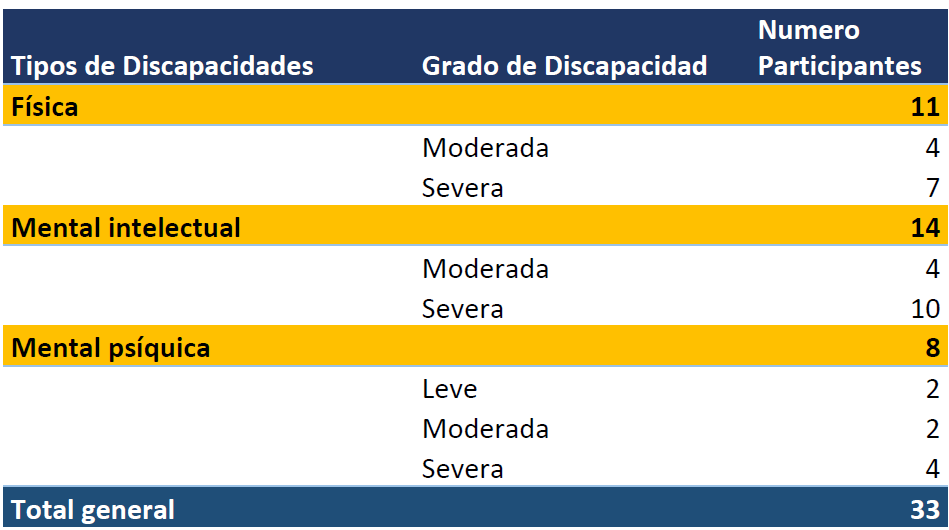 Tipos de Discapacidades Grado de Discapacidad Numero Participantes
Física 11
Moderada 4
Severa 7
Mental intelectual 14
Moderada 4
Severa 10
Mental psíquica 8
Leve 2
Moderada 2
Severa 4
Total general 33